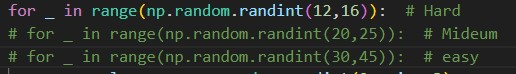 for _ in range(np.random.randint(12,16)):  # Hard
# for _ in range(np.random.randint(20,25)):  # Mideum
# for _ in range(np.random.randint(30,45)):  # easy